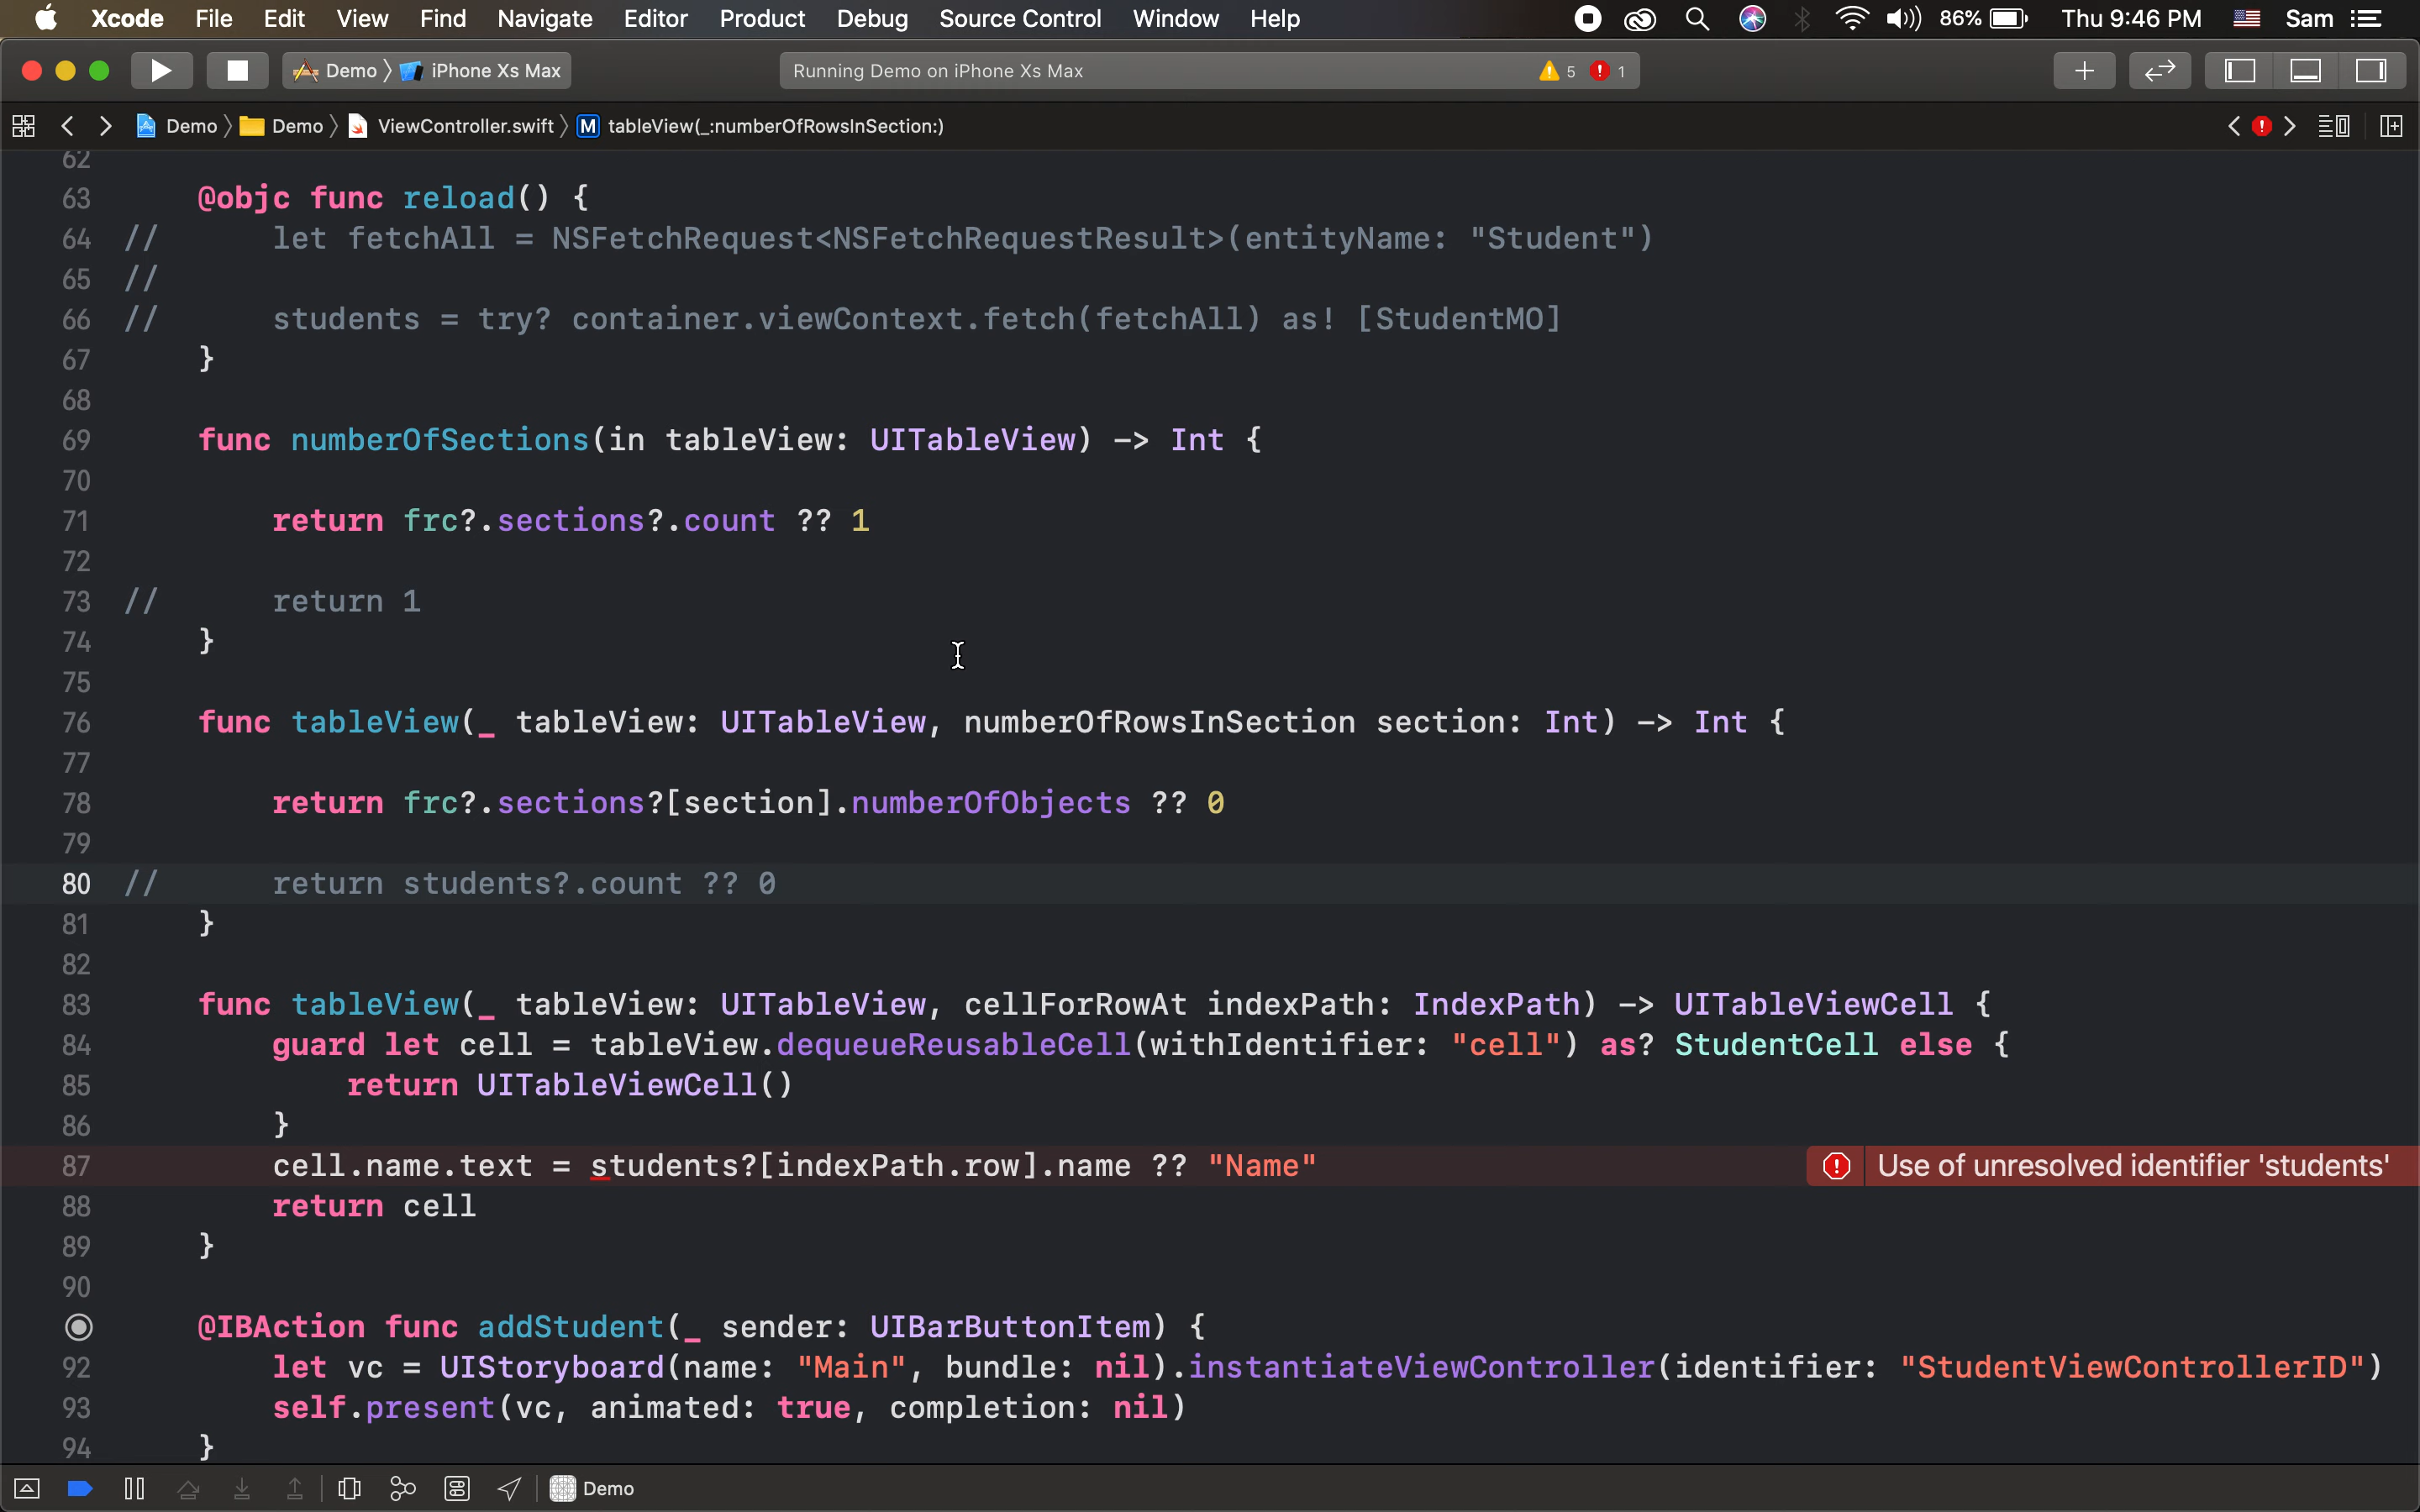 Xcode File Edit View Find Navigate Editor Product Debug Source Control Window Help 86% Thu 9:46 PM Sam
Demo 〉 iPhone Xs Max Running Demo on iPhone Xs Max 5 1
Demo 〉 Demo 〉 ViewController.swift 〉 M tableView(_:numberOfRowsInSection:)
62
63 @objc func reload() {
64 // let fetchAll = NSFetchRequest<NSFetchRequestResult>(entityName: "Student")
65 //
66 // students = try? container.viewContext.fetch(fetchAll) as! [StudentMO]
67 }
68
69 func numberOfSections(in tableView: UITableView) -> Int {
70
71 return frc?.sections?.count ?? 1
72
73 // return 1
74 }
75
76 func tableView(_ tableView: UITableView, numberOfRowsInSection section: Int) -> Int {
77
78 return frc?.sections?[section].numberOfObjects ?? 0
79
80 // return students?.count ?? 0
81 }
82
83 func tableView(_ tableView: UITableView, cellForRowAt indexPath: IndexPath) -> UITableViewCell {
84 guard let cell = tableView.dequeueReusableCell(withIdentifier: "cell") as? StudentCell else {
85 return UITableViewCell()
86 }
87 cell.name.text = students?[indexPath.row].name ?? "Name" Use of unresolved identifier 'students'
88 return cell
89 }
90
@IBAction func addStudent(_ sender: UIBarButtonItem) {
92 let vc = UIStoryboard(name: "Main", bundle: nil).instantiateViewController(identifier: "StudentViewControllerID")
93 self.present(vc, animated: true, completion: nil)
94 }
Demo